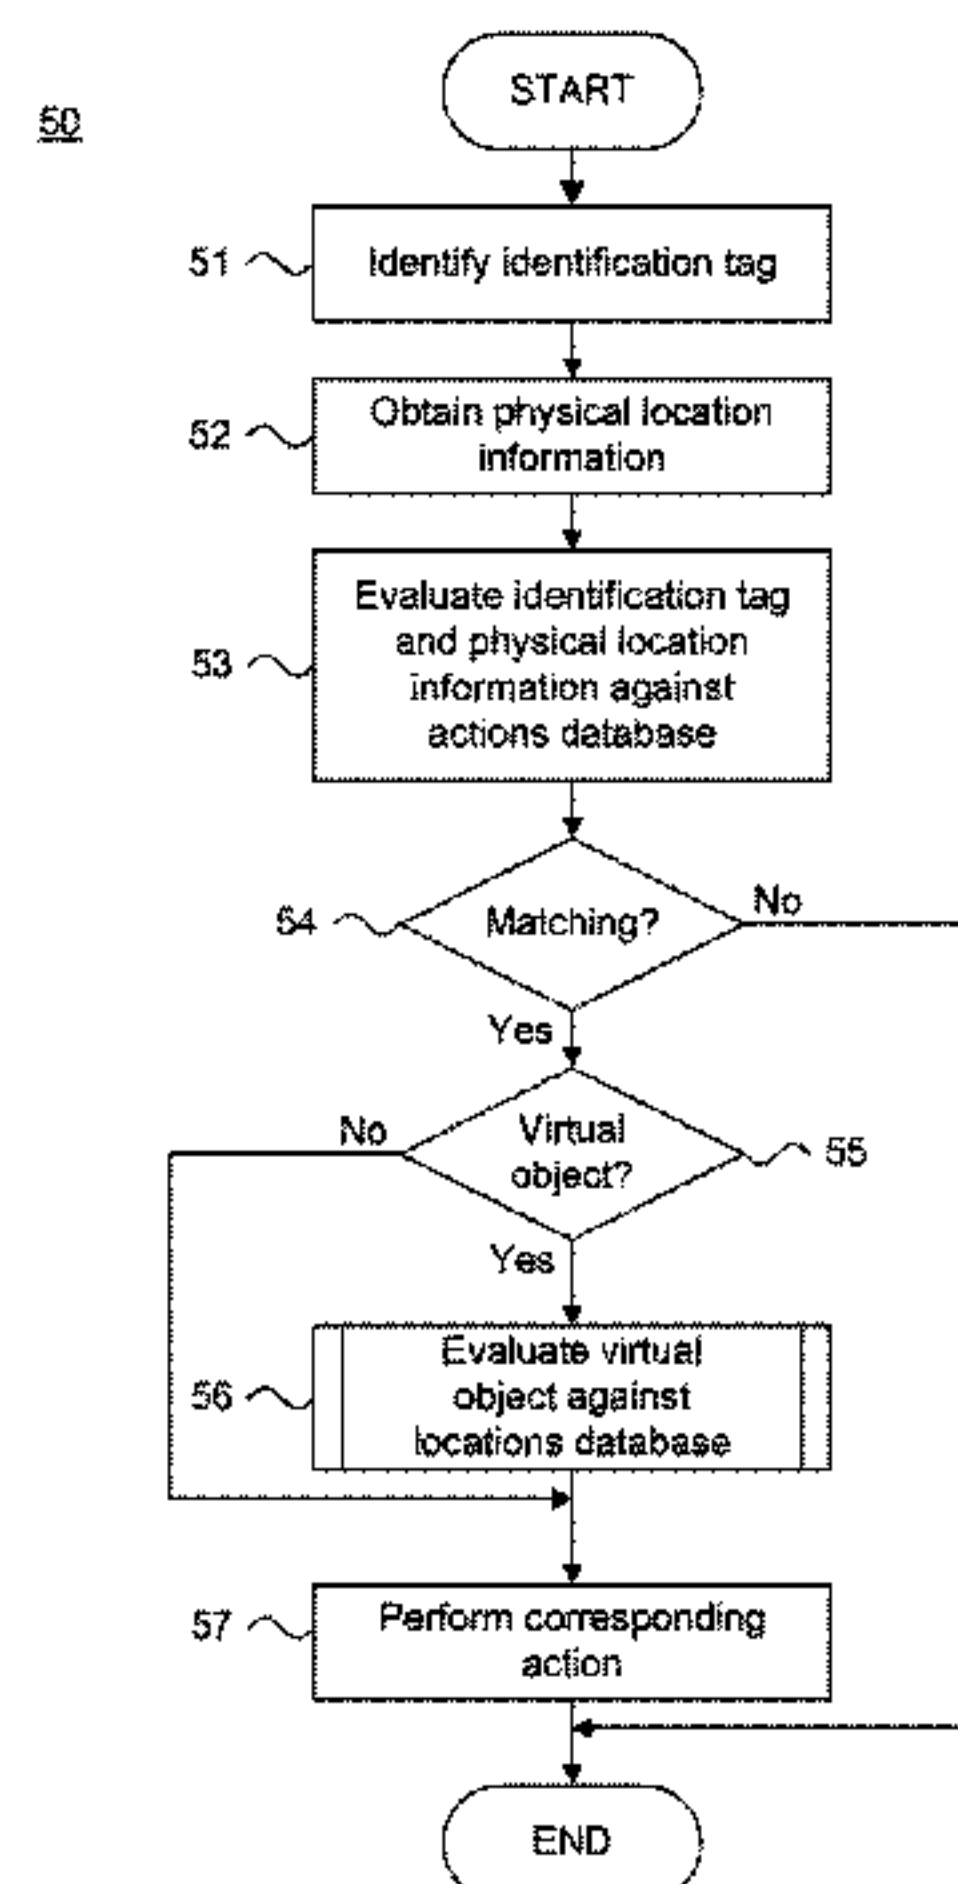 START
50
51
Identify identification tag
52
Obtain physical location
information
53
Evaluate identification tag
and physical location
information against
actions database
54
Matching?
No
Yes
No
Virtual
object?
55
Yes
56
Evaluate virtual
object against
locations database
57
Perform corresponding
action
END